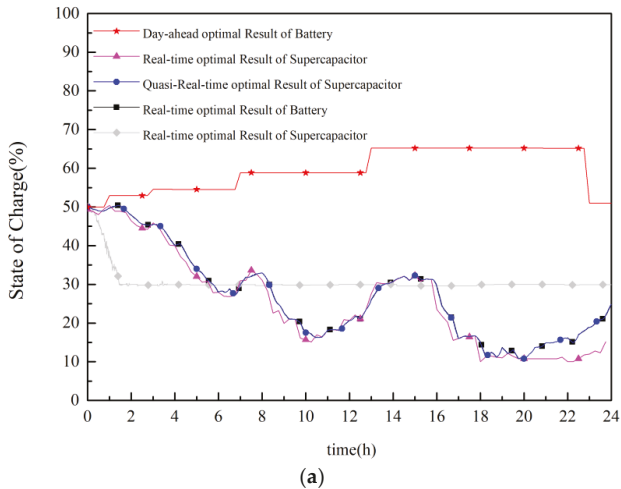 100
90
80
70
60
50
40
30
20
10
0
State of Charge(%)
Day-ahead optimal Result of Battery
Real-time optimal Result of Supercapacitor
Quasi-Real-time optimal Result of Supercapacitor
Real-time optimal Result of Battery
Real-time optimal Result of Supercapacitor
0 2 4 6 8 10 12 14 16 18 20 22 24
time(h)
(a)